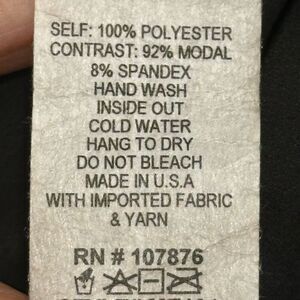 SELF: 100% POLYESTER
CONTRAST: 92% MODAL
8% SPANDEX
HAND WASH
INSIDE OUT
COLD WATER
HANG TO DRY
DO NOT BLEACH
MADE IN U.S.A
WITH IMPORTED FABRIC
& YARN
RN # 107876